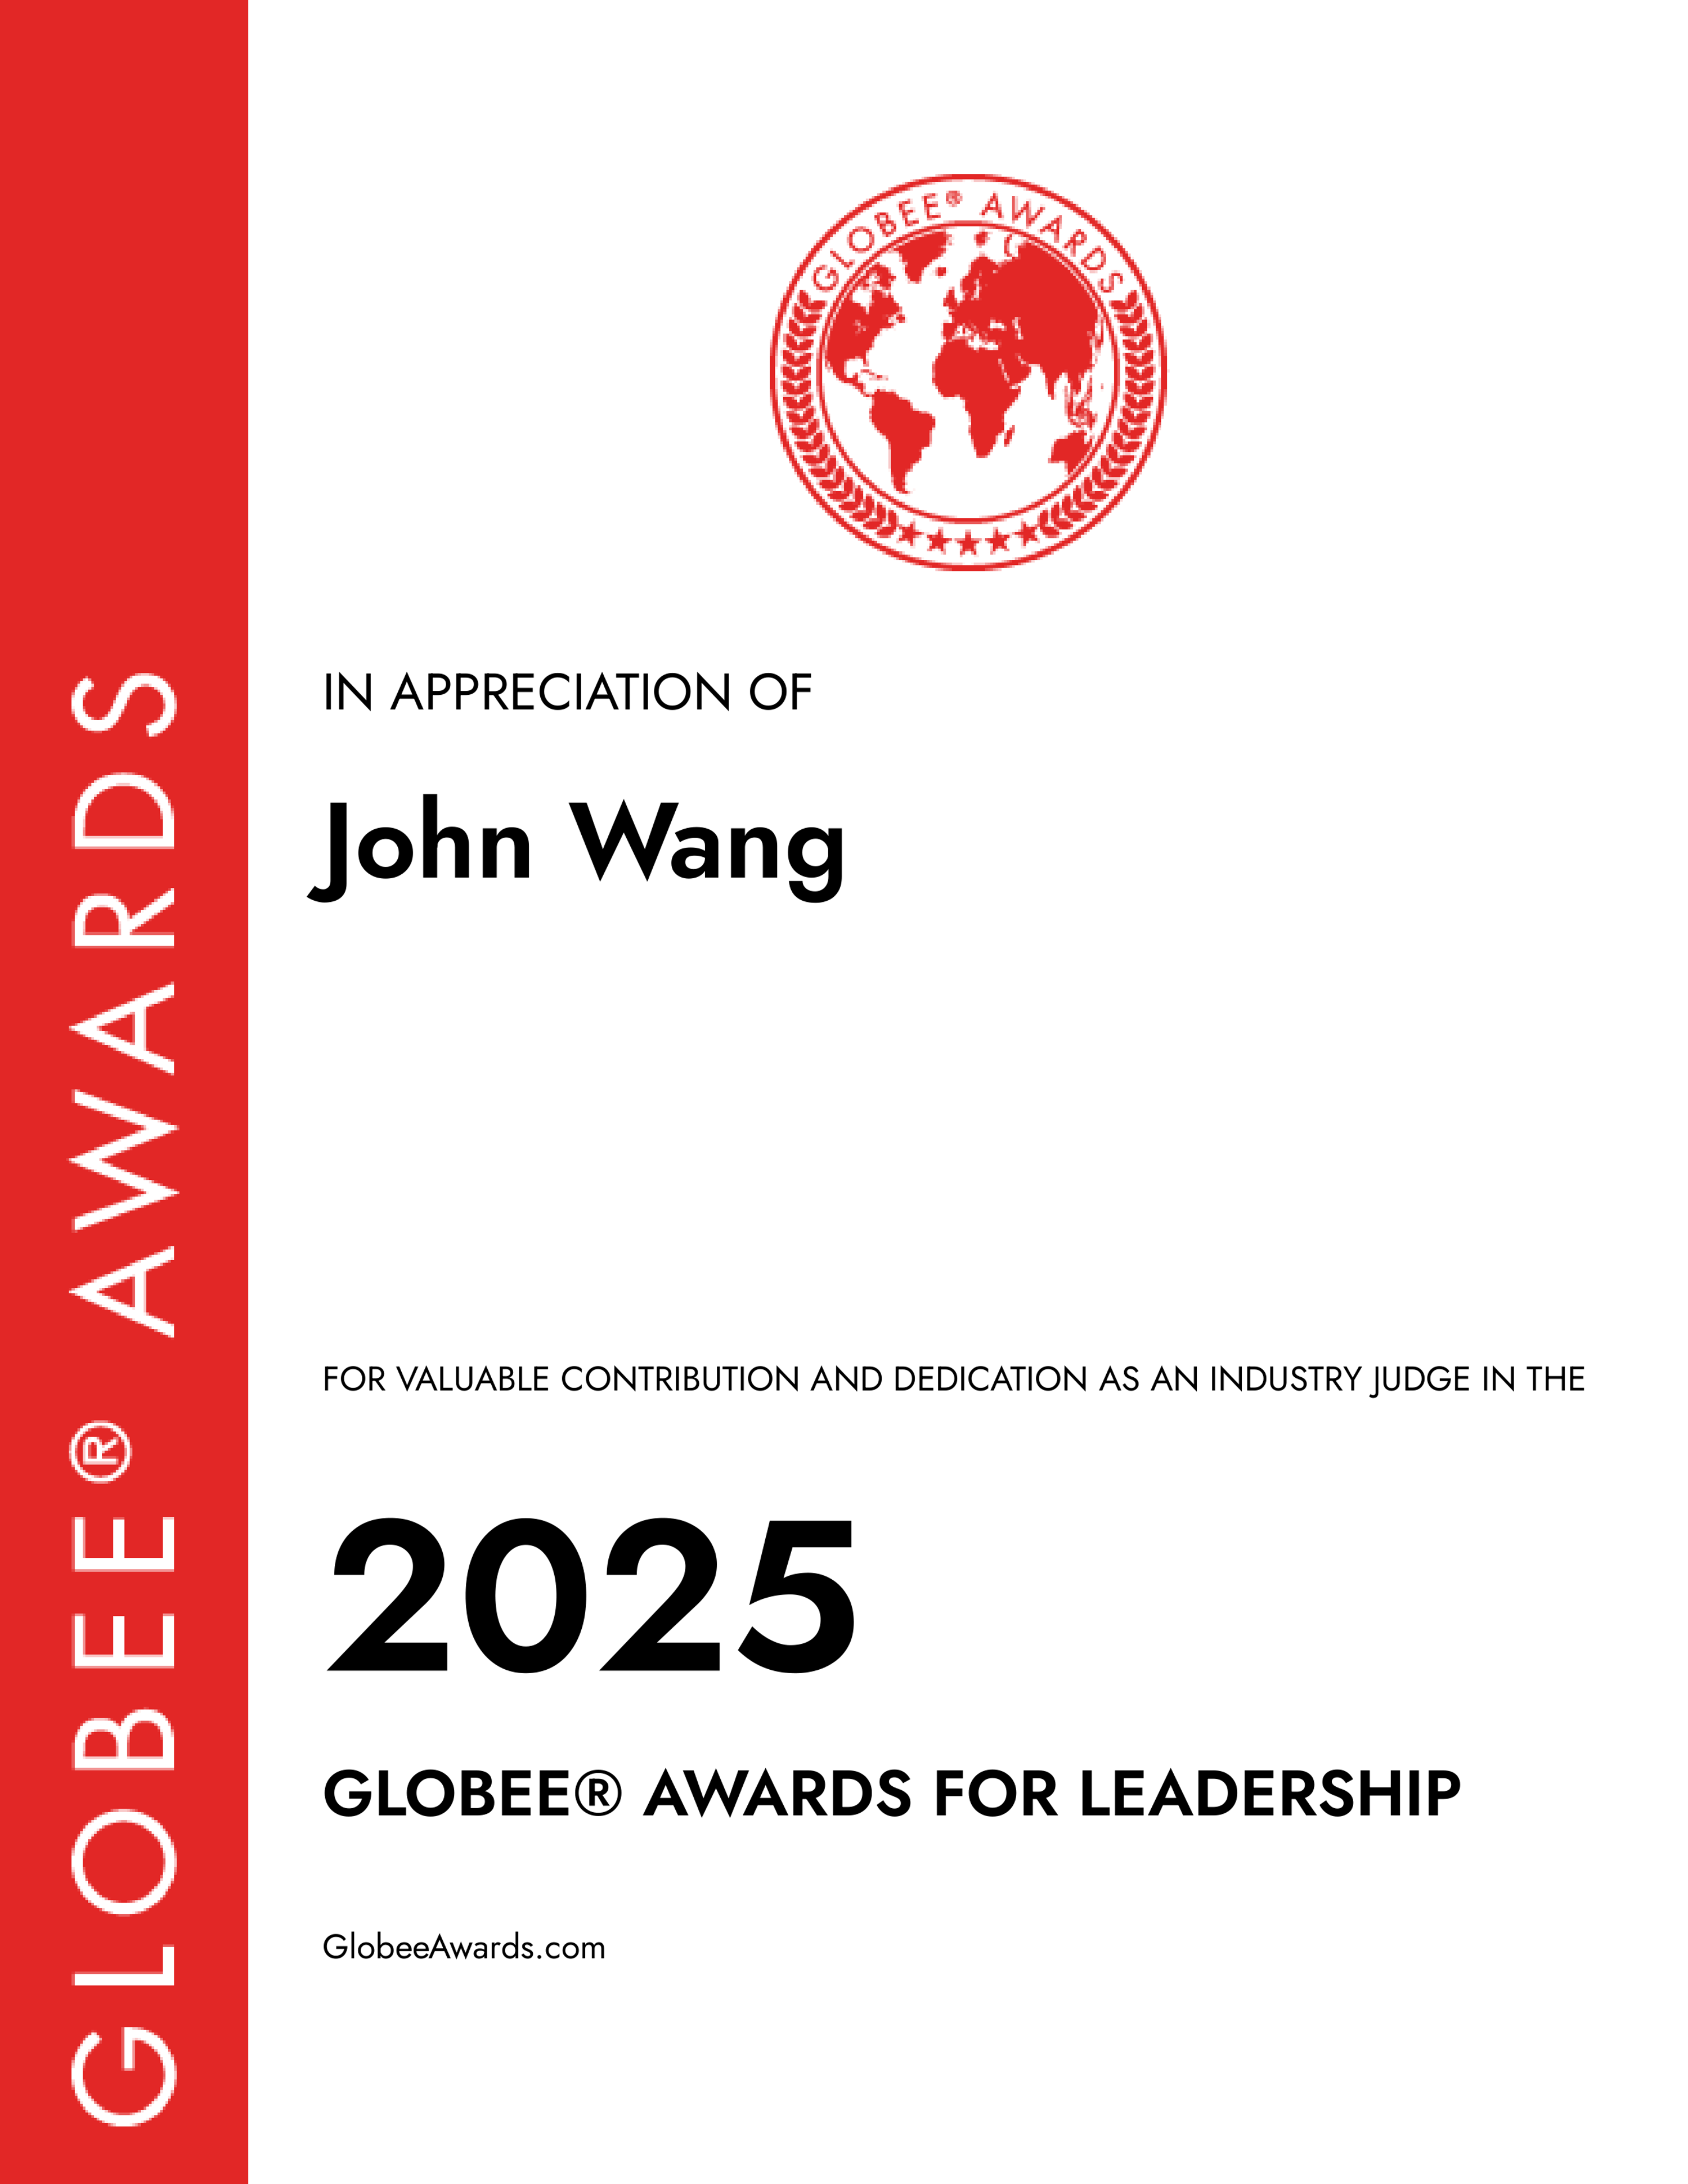 GLOBEE® AWARDS
GLOBEE® AWARDS
IN APPRECIATION OF
John Wang
FOR VALUABLE CONTRIBUTION AND DEDICATION AS AN INDUSTRY JUDGE IN THE
2025
GLOBEE® AWARDS FOR LEADERSHIP
GlobeeAwards.com